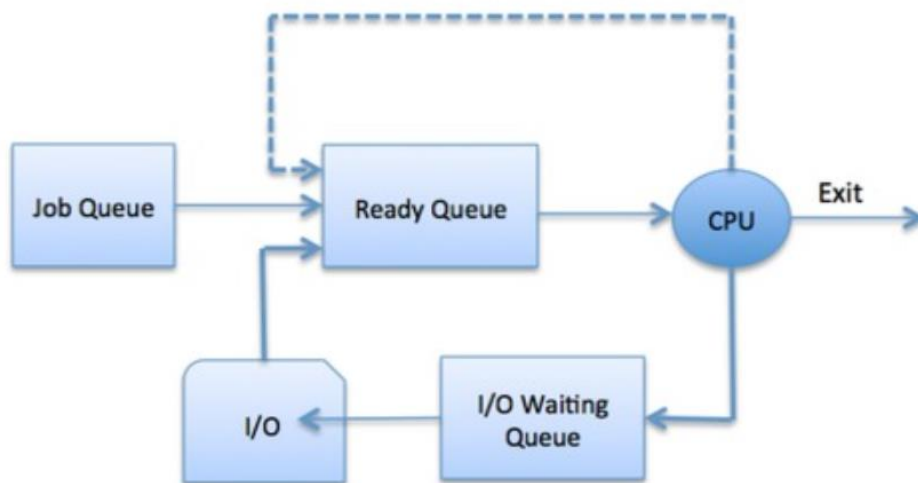 Job Queue
Ready Queue
CPU
Exit
I/O
I/O Waiting
Queue